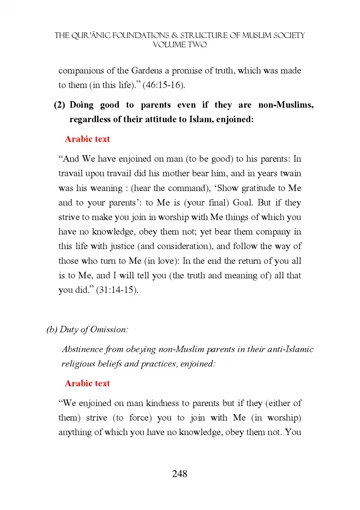 THE QUR'ĀNIC FOUNDATIONS & STRUCTURE OF MUSLIM SOCIETY
VOLUME TWO
companions of the Gardens a promise of truth, which was made
to them (in this life).” (46:15-16).
(2) Doing good to parents even if they are non-Muslims,
regardless of their attitude to Islam, enjoined:
Arabic text
“And We have enjoined on man (to be good) to his parents: In
travail upon travail did his mother bear him, and in years twain
was his weaning : (hear the command), ‘Show gratitude to Me
and to your parents’: to Me is (your final) Goal. But if they
strive to make you join in worship with Me things of which you
have no knowledge, obey them not; yet bear them company in
this life with justice (and consideration), and follow the way of
those who turn to Me (in love): In the end the return of you all
is to Me, and I will tell you (the truth and meaning of) all that
you did.” (31:14-15).
(b) Duty of Omission:
Abstinence from obeying non-Muslim parents in their anti-Islamic
religious beliefs and practices, enjoined:
Arabic text
“We enjoined on man kindness to parents but if they (either of
them) strive (to force) you to join with Me (in worship)
anything of which you have no knowledge, obey them not. You
248